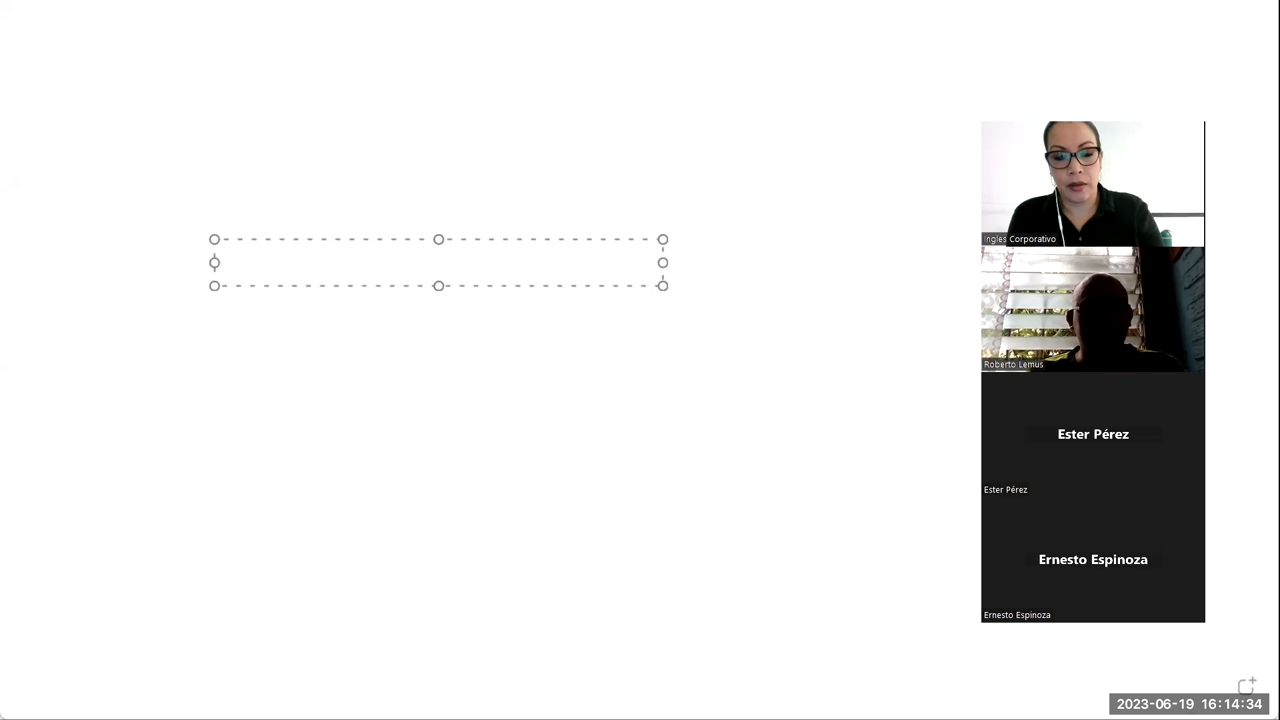 Ingles Corporativo
Roberto Lemus
Ester Pérez
Ester Pérez
Ernesto Espinoza
Ernesto Espinoza
2023-06-19 16:14:34